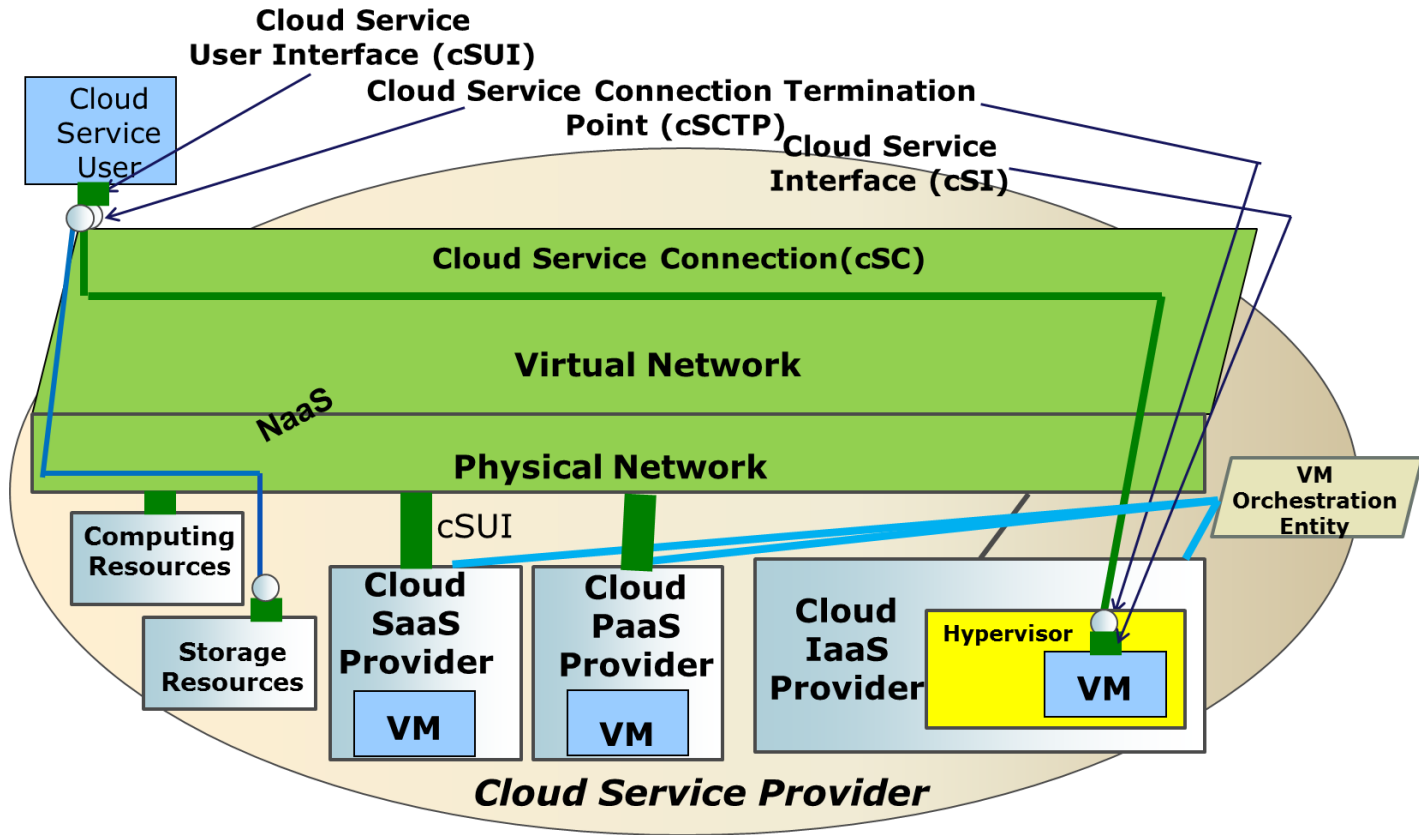 Cloud Service
User Interface (cSUI)
Cloud Service Connection Termination
Point (cSCTP)
Cloud Service
Interface (cSI)
Cloud
Service
User
Cloud Service Connection(cSC)
Virtual Network
NaaS
Physical Network
VM
Orchestration
Entity
cSUI
Computing
Resources
Storage
Resources
Cloud
SaaS
Provider
VM
Cloud
PaaS
Provider
VM
Cloud
IaaS
Provider
Hypervisor
VM
Cloud Service Provider